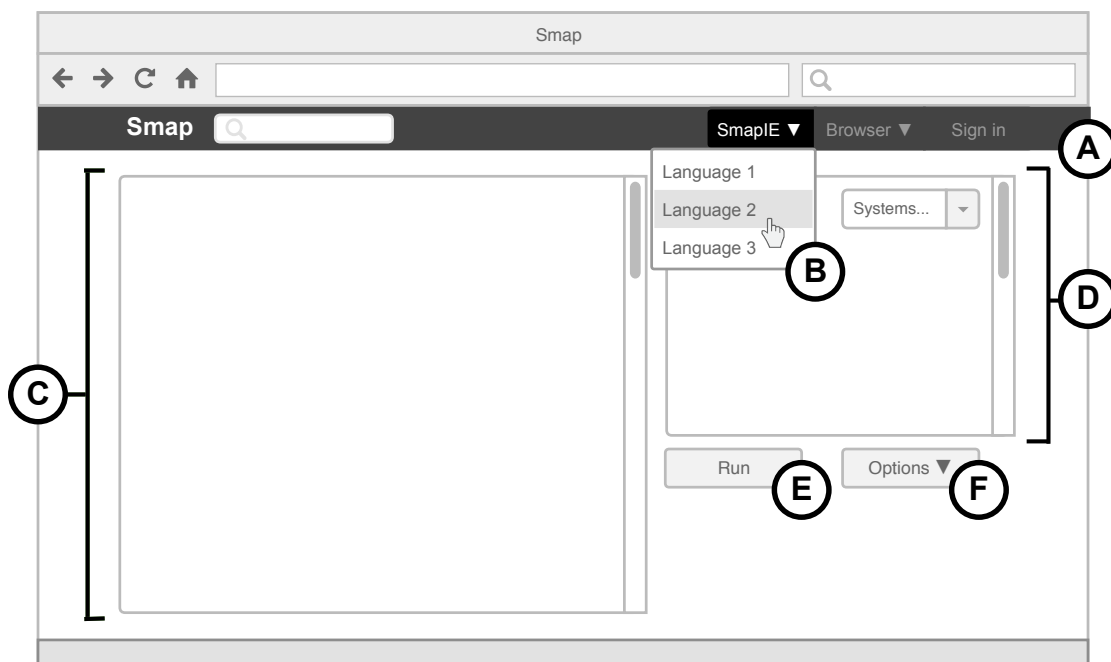 Smap
Smap SmapIE ▼ Browser ▼ Sign in
A
Language 1
Language 2
Language 3
Systems...
B
D
C
Run
Options ▼
E
F